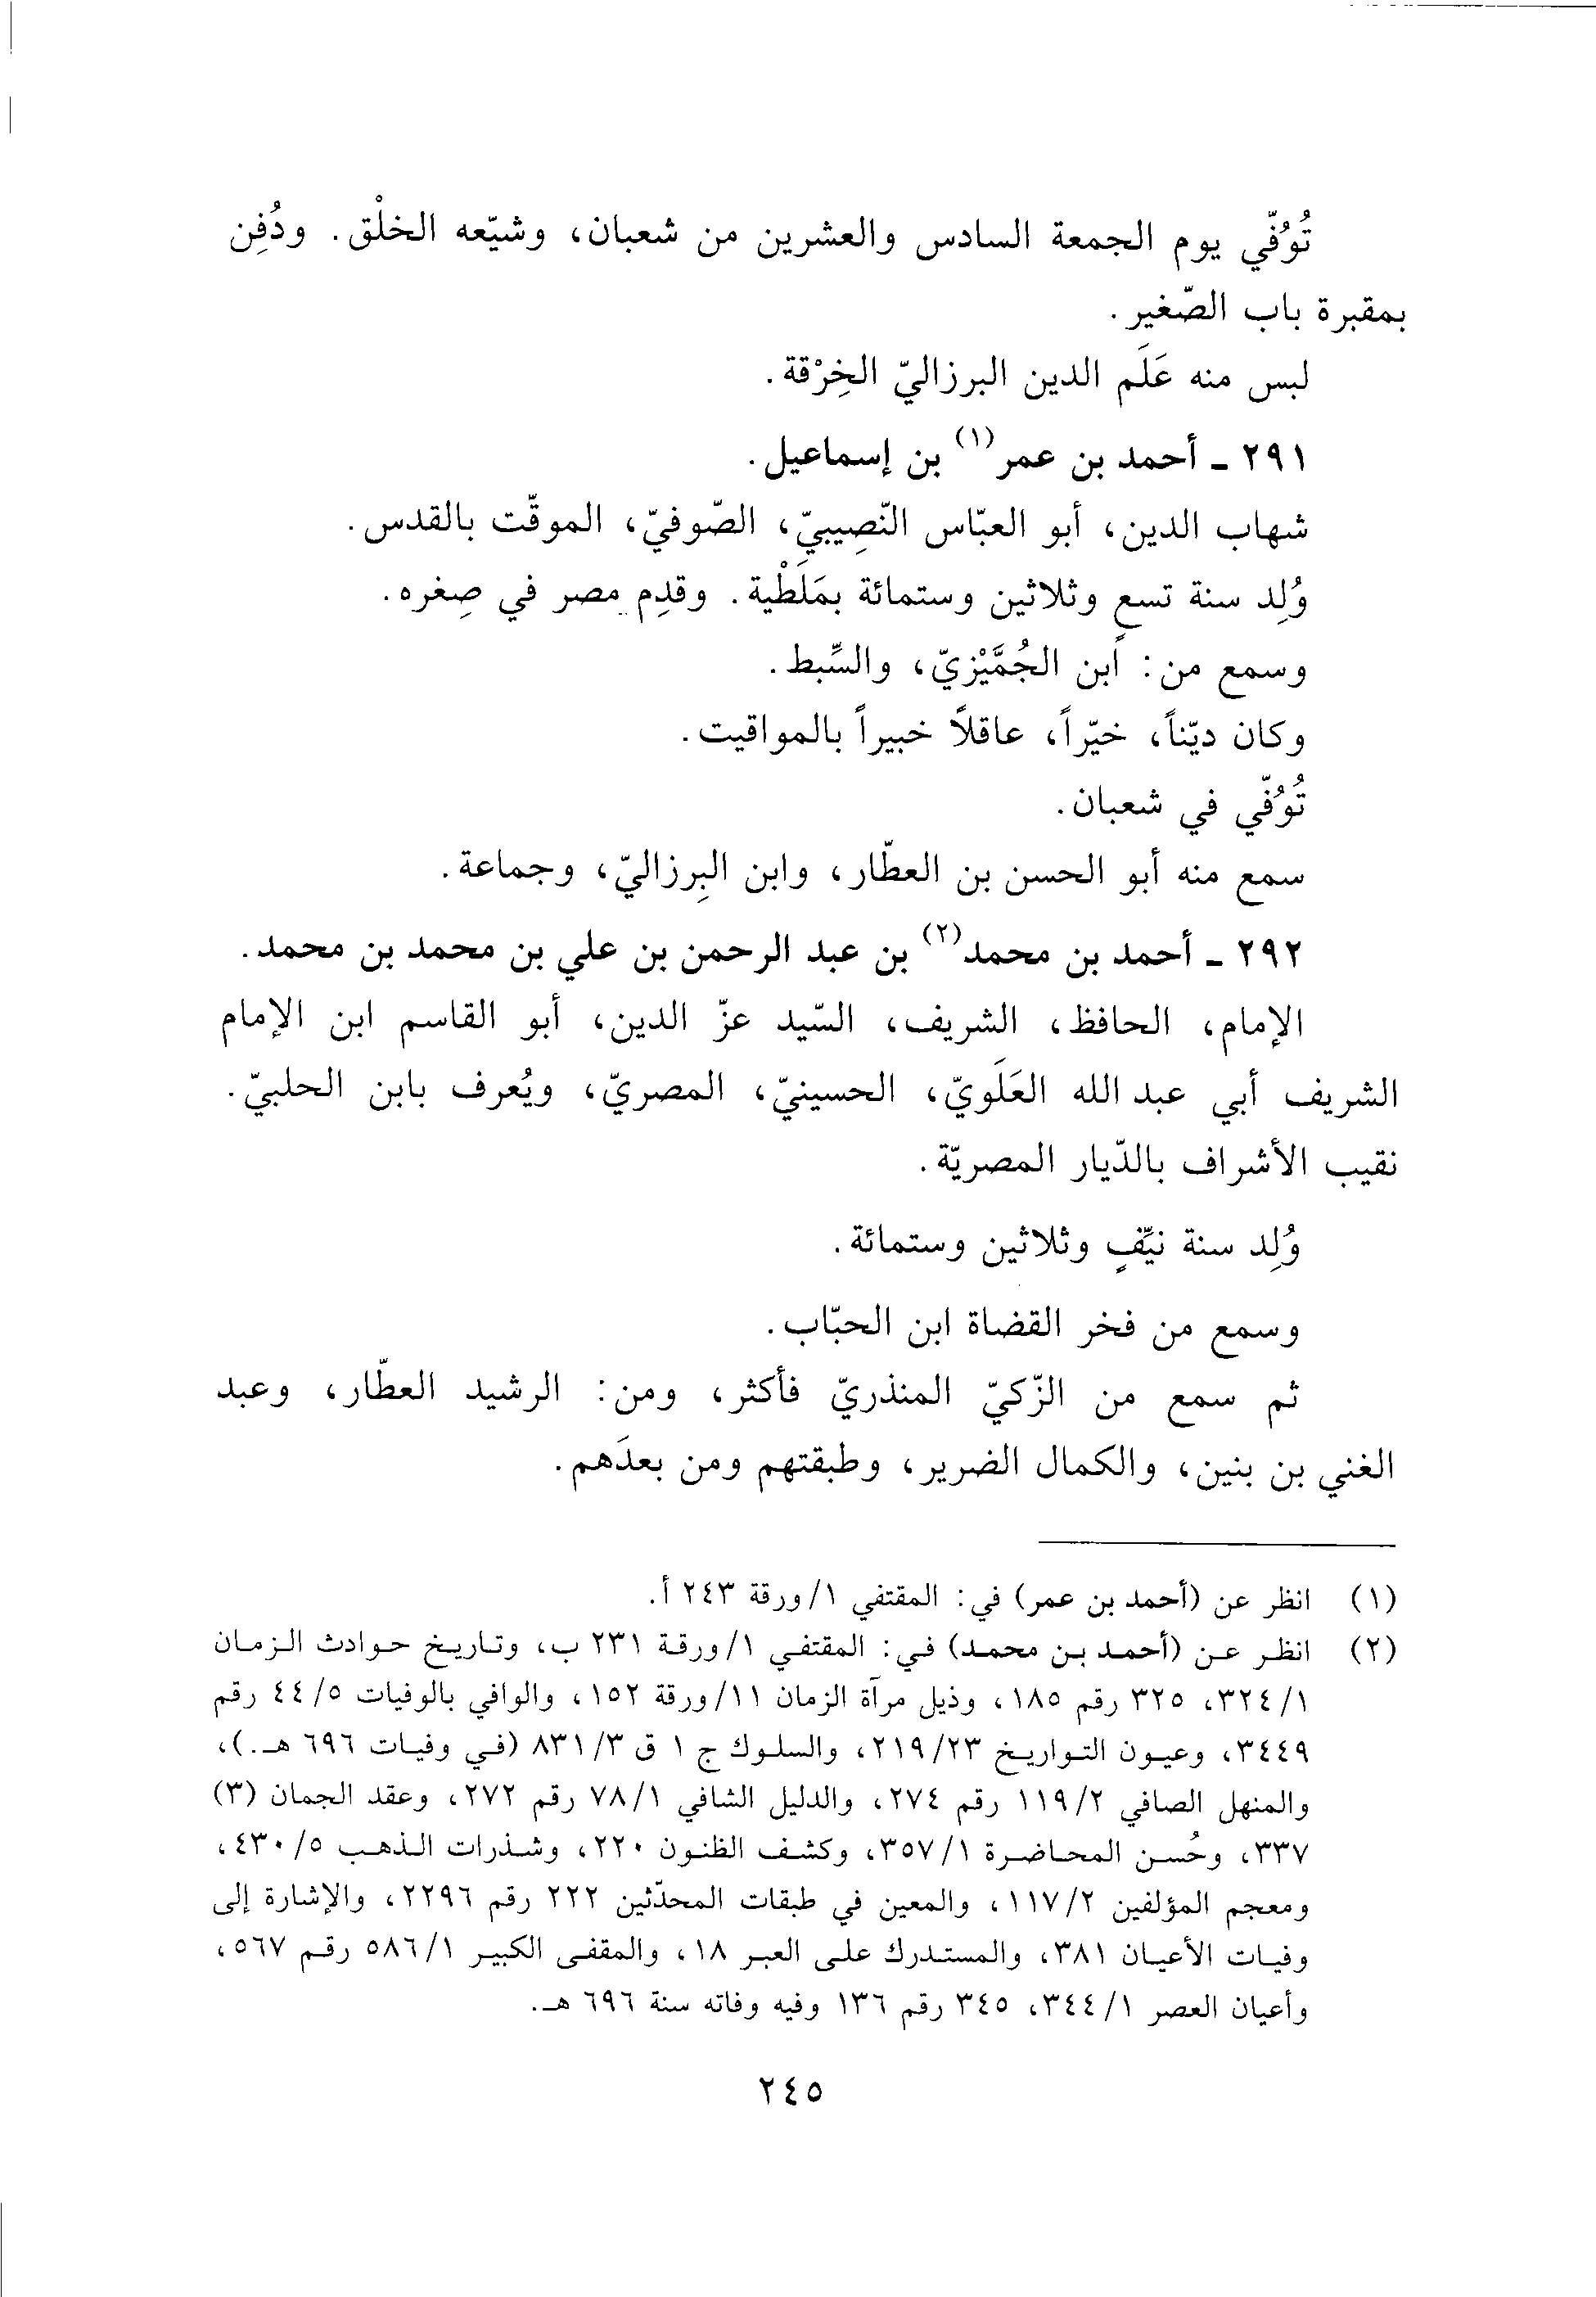 تُوُفّي يوم الجمعة السادس والعشرين من شعبان، وشيّعه الخلْق. ودُفِن
بمقبرة باب الصّغير.
لبس منه عَلَم الدين البرزاليّ الخِرْقة.
٢٩١ ـ أحمد بن عمر(١) بن إسماعيل.
شهاب الدين، أبو العبّاس النّصِيبيّ، الصّوفيّ، الموقّت بالقدس.
وُلِد سنة تسعٍ وثلاثين وستمائة بمَلَطْية. وقدِم مصر في صِغره.
وسمع من: ابن الجُمَّيْزيّ، والسِّبط.
وكان ديّناً، خيّراً، عاقلاً خبيراً بالمواقيت.
تُوُفّي في شعبان.
سمع منه أبو الحسن بن العطّار، وابن البِرزاليّ، وجماعة.
٢٩٢ ـ أحمد بن محمد(٢) بن عبد الرحمن بن علي بن محمد بن محمد.
الإمام، الحافظ، الشريف، السّيد عزّ الدين، أبو القاسم ابن الإمام
الشريف أبي عبد الله العَلَويّ، الحسينيّ، المصريّ، ويُعرف بابن الحلبيّ.
نقيب الأشراف بالدّيار المصريّة.
وُلِد سنة نيِّفٍ وثلاثين وستمائة.
وسمع من فخر القضاة ابن الحبّاب.
ثم سمع من الزّكيّ المنذريّ فأكثر، ومن: الرشيد العطّار، وعبد
الغني بن بنين، والكمال الضرير، وطبقتهم ومن بعدَهم.
(١) انظر عن (أحمد بن عمر) في: المقتفي ١/ورقة ٢٤٣ أ.
(٢) انظر عن (أحمد بن محمد) في: المقتفي ١/ورقة ٢٣١ ب، وتاريخ حوادث الزمان
١/٣٢٤، ٣٢٥ رقم ١٨٥، وذيل مرآة الزمان ١١/ورقة ١٥٢، والوافي بالوفيات ٥/٤٤ رقم
٣٤٤٩، وعيون التواريخ ٢٣/٢١٩، والسلوك ج ١ ق ٣/٨٣١ (في وفيات ٦٩٦ هـ.)،
والمنهل الصافي ٢/١١٩ رقم ٢٧٤، والدليل الشافي ١/٧٨ رقم ٢٧٢، وعقد الجمان (٣)
٣٣٧، وحُسن المحاضرة ١/٣٥٧، وكشف الظنون ٢٢٠، وشذرات الذهب ٥/٤٣٠،
ومعجم المؤلفين ٢/١١٧، والمعين في طبقات المحدّثين ٢٢٢ رقم ٢٢٩٦، والإشارة إلى
وفيات الأعيان ٣٨١، والمستدرك على العبر ١٨، والمقفى الكبير ١/٥٨٦ رقم ٥٦٧،
وأعيان العصر ١/٣٤٤، ٣٤٥ رقم ١٣٦ وفيه وفاته سنة ٦٩٦ هـ.
٢٤٥